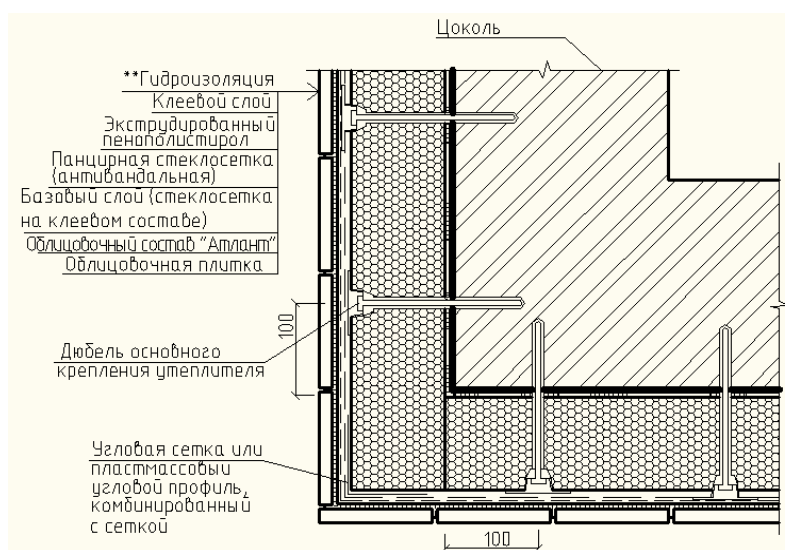 Цоколь
**Гидроизоляция
Клеевой слой
Экструдированный
пенополистирол
Панцирная стеклосетка
(антивандальная)
Базовый слой (стеклосетка
на клеевом составе)
Облицовочный состав "Атлант"
Облицовочная плитка
100
Дюбель основного
крепления утеплителя
Угловая сетка или
пластмассовый
угловой профиль,
комбинированный
с сеткой
100